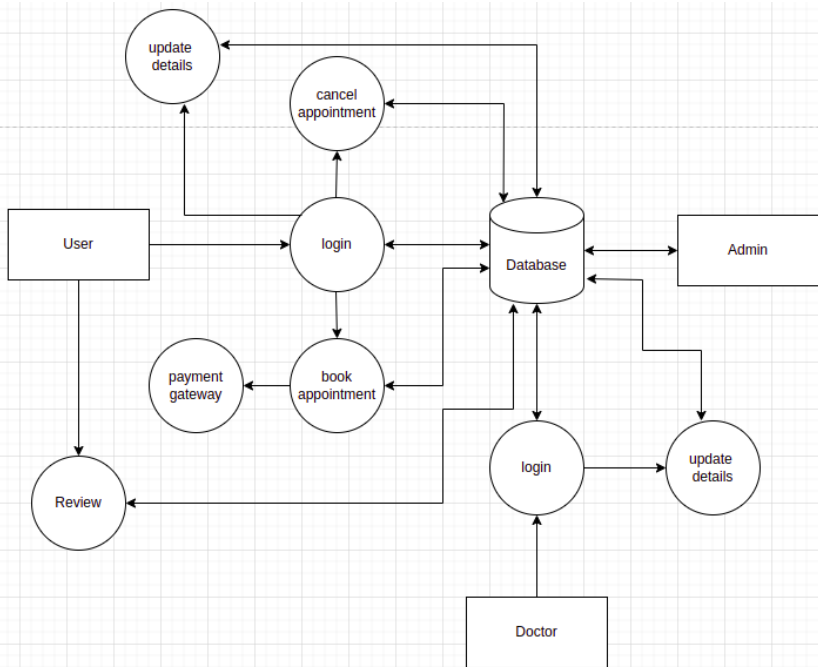 update
details
cancel
appointment
User
login
Database
Admin
payment
gateway
book
appointment
Review
login
update
details
Doctor